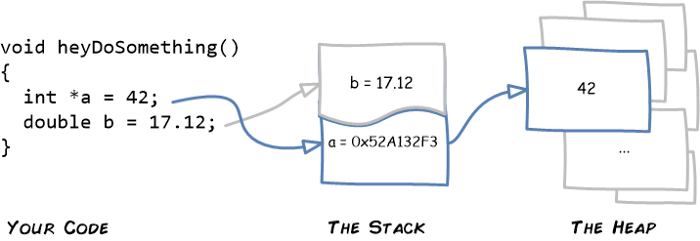 void heyDoSomething()
{
int *a = 42;
double b = 17.12;
}
b = 17.12
a = 0x52A132F3
42
...
Your Code
The Stack
The Heap